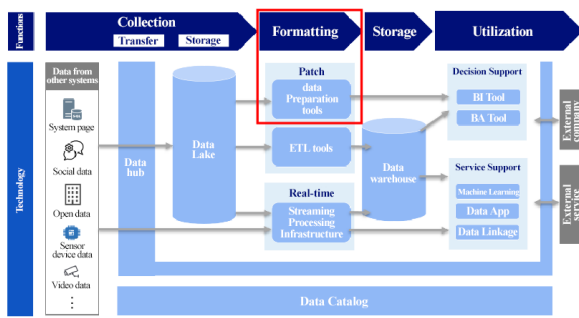 Functions
Collection
Transfer
Storage
Formatting
Storage
Utilization
Technology
Data from
other systems
System page
Social data
Open data
Sensor
device data
Video data
Data
hub
Data
Lake
Patch
data
Preparation
tools
ETL tools
Real-time
Streaming
Processing
Infrastructure
Data
warehouse
Decision Support
BI Tool
BA Tool
Service Support
Machine Learning
Data App
Data Linkage
External
company
External
service
Data Catalog